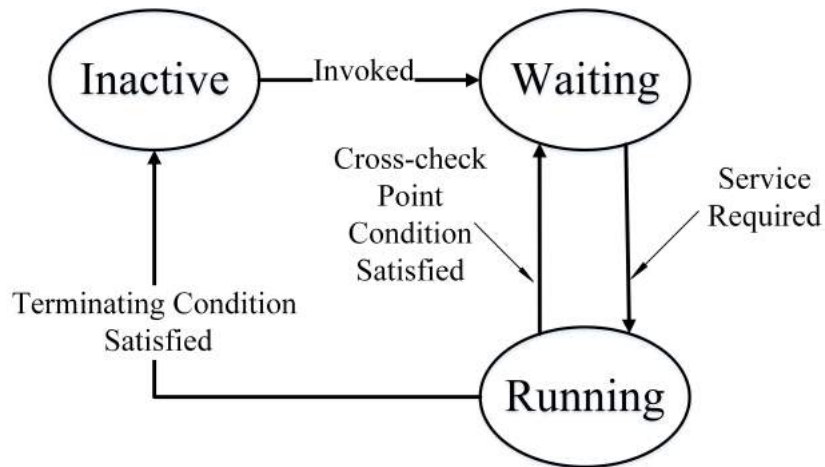 Inactive
Invoked
Waiting
Cross-check
Point
Condition
Satisfied
Service
Required
Terminating Condition
Satisfied
Running